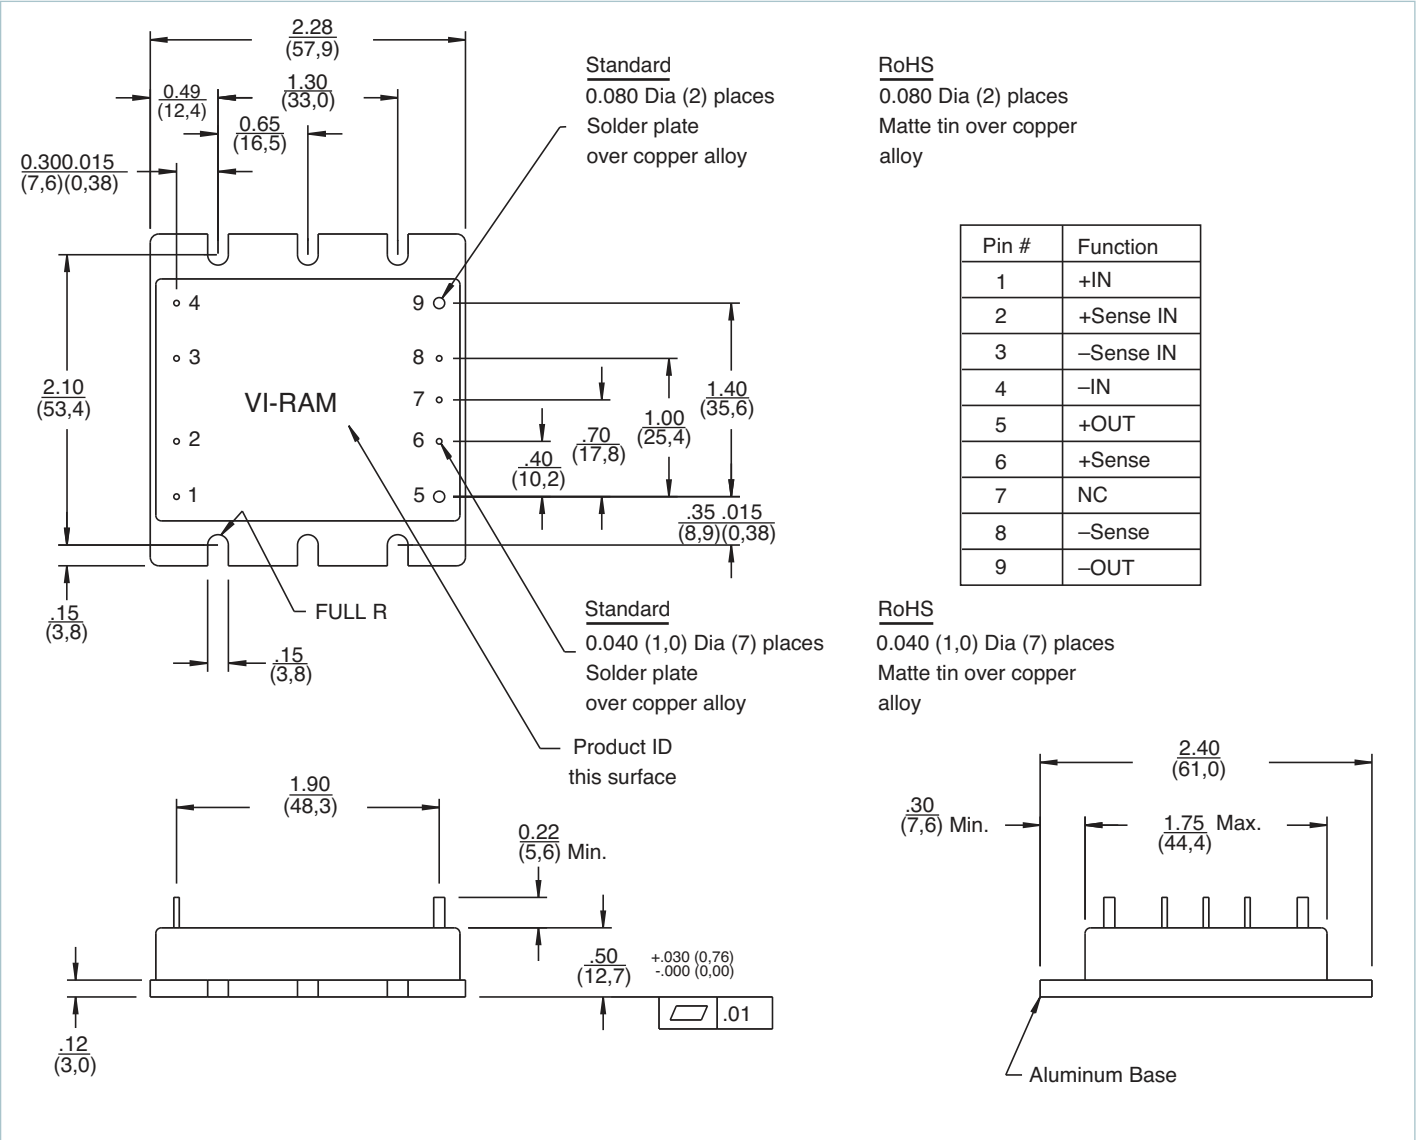 2.28
(57,9)
0.49
(12,4)
1.30
(33,0)
0.65
(16,5)
0.300.015
(7,6)(0,38)
Standard
0.080 Dia (2) places
Solder plate
over copper alloy
RoHS
0.080 Dia (2) places
Matte tin over copper
alloy
4
3
2
1
VI-RAM
9
8
7
6
5
2.10
(53,4)
1.40
(35,6)
1.00
(25,4)
.70
(17,8)
.40
(10,2)
.35 .015
(8,9)(0,38)
Pin # Function
1 +IN
2 +Sense IN
3 –Sense IN
4 –IN
5 +OUT
6 +Sense
7 NC
8 –Sense
9 –OUT
.15
(3,8)
FULL R
.15
(3,8)
Standard
0.040 (1,0) Dia (7) places
Solder plate
over copper alloy
RoHS
0.040 (1,0) Dia (7) places
Matte tin over copper
alloy
Product ID
this surface
1.90
(48,3)
0.22
(5,6) Min.
.50
(12,7)
+.030 (0,76)
-.000 (0,00)
.01
.12
(3,0)
2.40
(61,0)
.30
(7,6) Min.
1.75 Max.
(44,4)
Aluminum Base